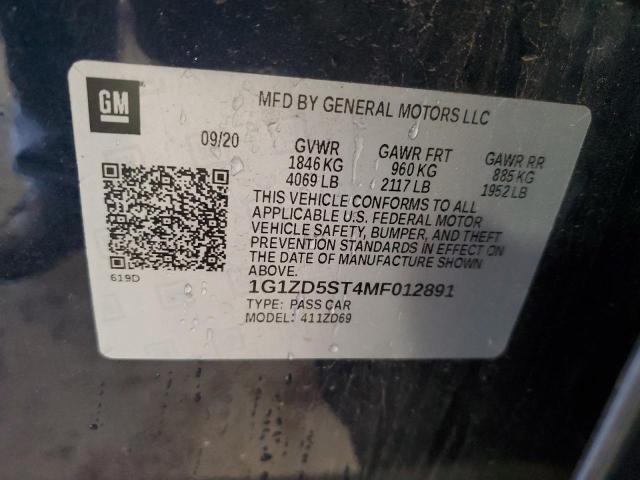 GM
MFD BY GENERAL MOTORS LLC
09/20 GVWR GAWR FRT GAWR RR
1846 KG 960 KG 885 KG
4069 LB 2117 LB 1952 LB
THIS VEHICLE CONFORMS TO ALL
APPLICABLE U.S. FEDERAL MOTOR
VEHICLE SAFETY, BUMPER, AND THEFT
PREVENTION STANDARDS IN EFFECT ON
THE DATE OF MANUFACTURE SHOWN
ABOVE.
619D
1G1ZD5ST4MF012891
TYPE: PASS CAR
MODEL: 411ZD69